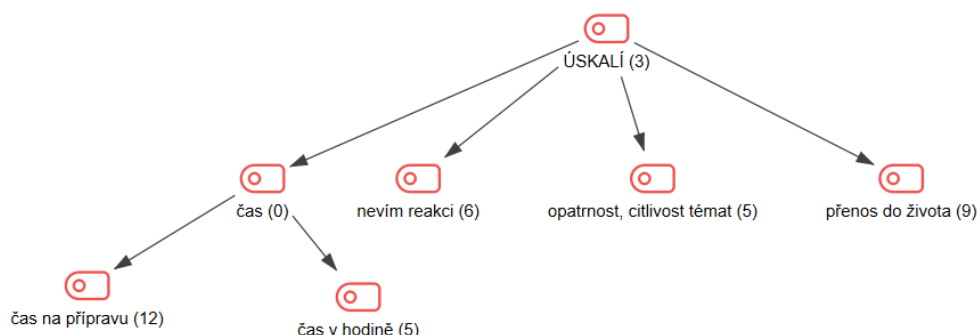 ÚSKALÍ (3)
čas (0)
nevím reakci (6)
opatrnost, citlivost témat (5)
přenos do života (9)
čas na přípravu (12)
čas v hodině (5)